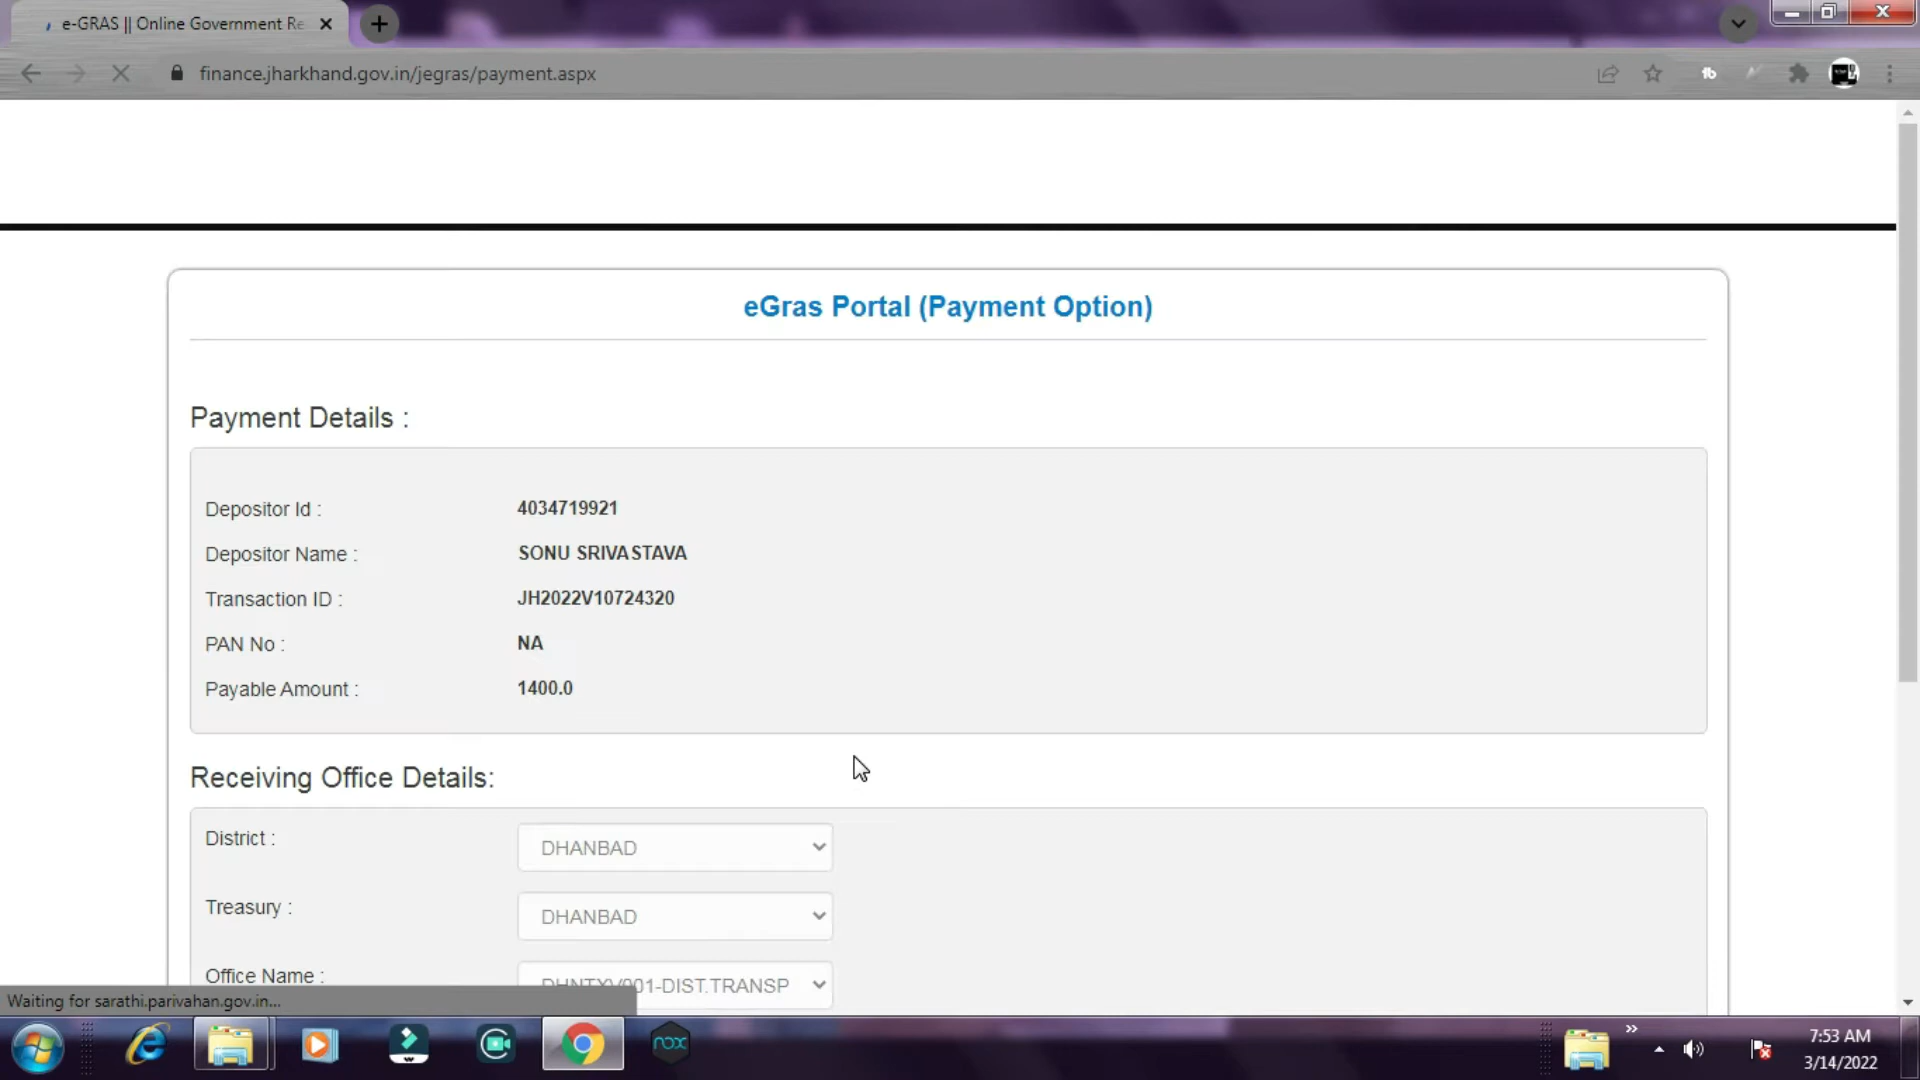 e-GRAS || Online Government Re
finance.jharkhand.gov.in/jegras/payment.aspx
eGras Portal (Payment Option)
Payment Details :
Depositor Id : 4034719921
Depositor Name : SONU SRIVASTAVA
Transaction ID : JH2022V10724320
PAN No : NA
Payable Amount : 1400.0
Receiving Office Details:
District : DHANBAD
Treasury : DHANBAD
Office Name : DHNTXV001-DIST.TRANSP
Waiting for sarathi.parivahan.gov.in...
nox
7:53 AM
3/14/2022